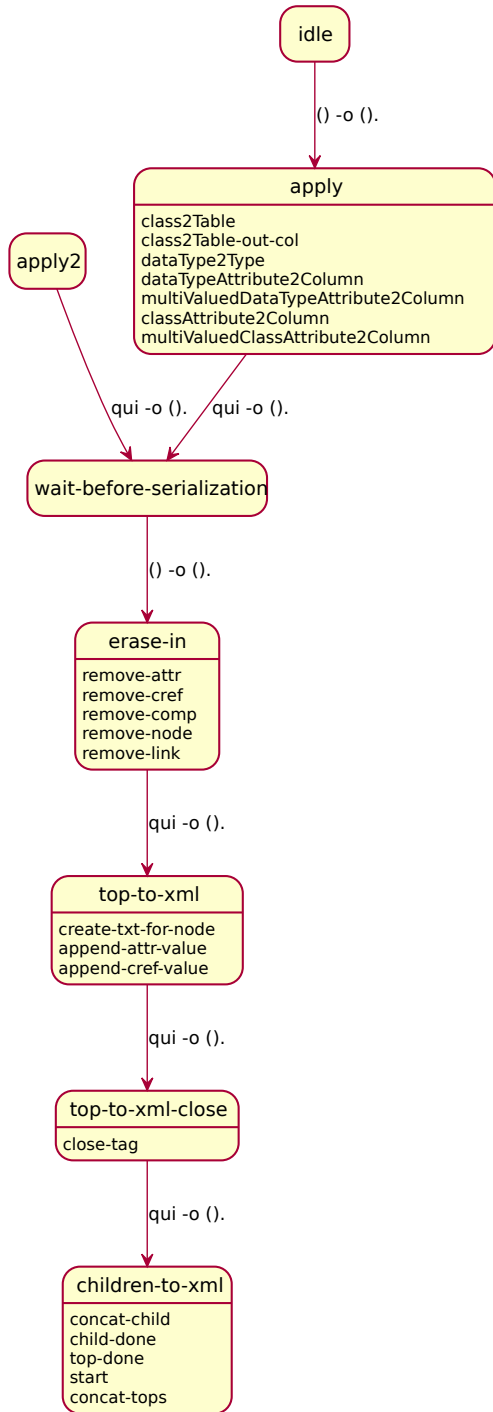 idle
() -o ().
apply
class2Table
class2Table-out-col
dataType2Type
dataTypeAttribute2Column
multiValuedDataTypeAttribute2Column
classAttribute2Column
multiValuedClassAttribute2Column
apply2
qui -o ().
qui -o ().
wait-before-serialization
() -o ().
erase-in
remove-attr
remove-cref
remove-comp
remove-node
remove-link
qui -o ().
top-to-xml
create-txt-for-node
append-attr-value
append-cref-value
qui -o ().
top-to-xml-close
close-tag
qui -o ().
children-to-xml
concat-child
child-done
top-done
start
concat-tops